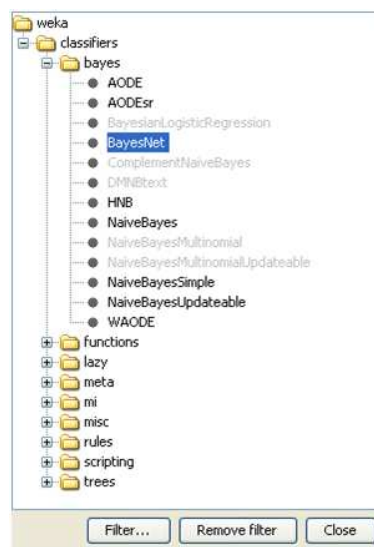 weka
classifiers
bayes
AODE
AODEsr
BayesianLogisticRegression
BayesNet
ComplementNaiveBayes
DMNBtext
HNB
NaiveBayes
NaiveBayesMultinomial
NaiveBayesMultinomialUpdateable
NaiveBayesSimple
NaiveBayesUpdateable
WAODE
functions
lazy
meta
mi
misc
rules
scripting
trees
Filter... Remove filter Close